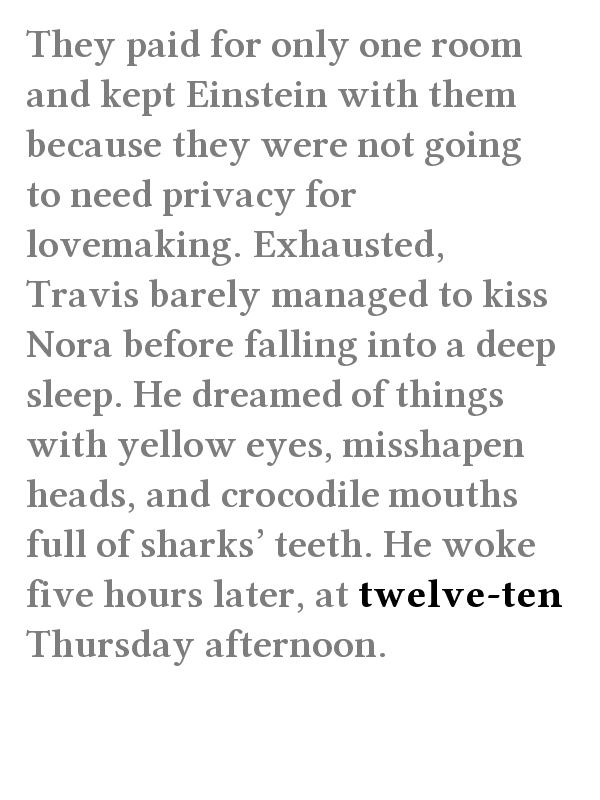 They paid for only one room
and kept Einstein with them
because they were not going
to need privacy for
lovemaking. Exhausted,
Travis barely managed to kiss
Nora before falling into a deep
sleep. He dreamed of things
with yellow eyes, misshapen
heads, and crocodile mouths
full of sharks’ teeth. He woke
five hours later, at twelve-ten
Thursday afternoon.